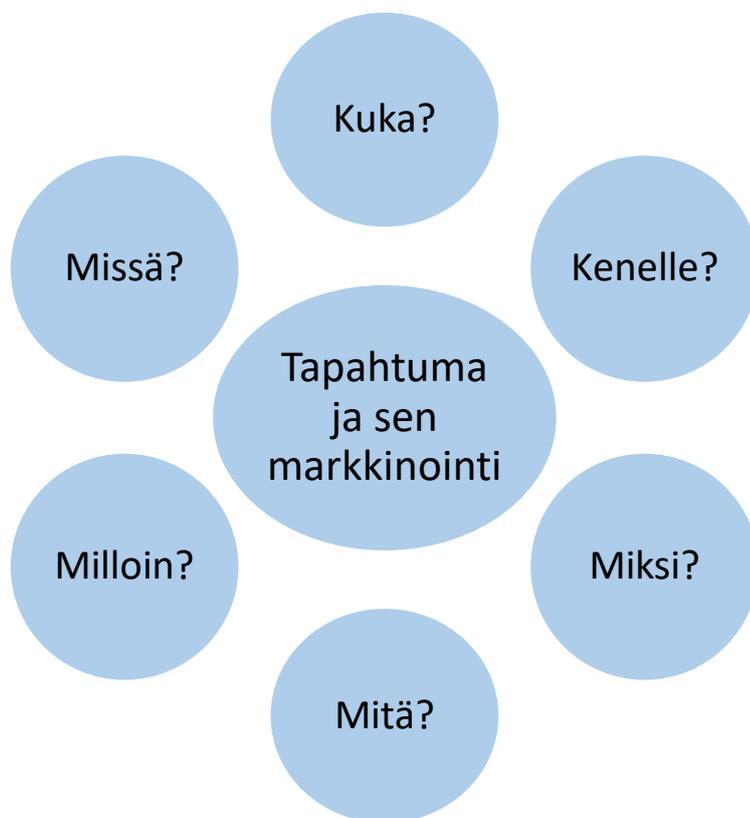 Kuka?
Missä?
Kenelle?
Tapahtuma
ja sen
markkinointi
Milloin?
Miksi?
Mitä?